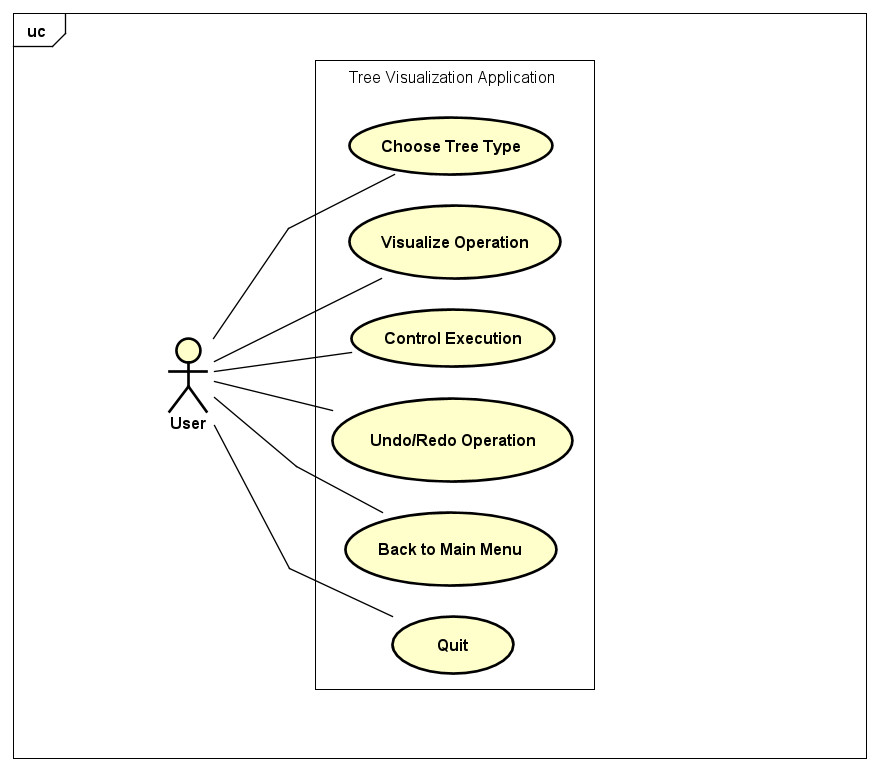 uc
Tree Visualization Application
Choose Tree Type
Visualize Operation
Control Execution
User
Undo/Redo Operation
Back to Main Menu
Quit